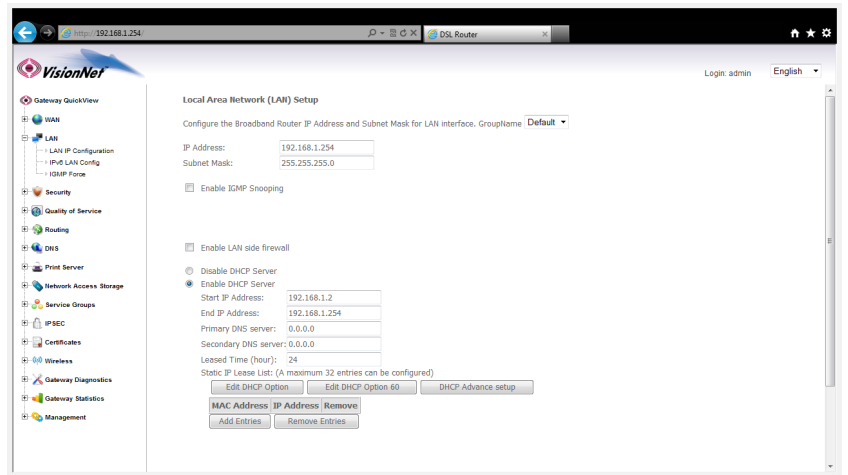 http://192.168.1.254/
DSL Router
VisionNet
Login: admin
English
Gateway QuickView
WAN
LAN
LAN IP Configuration
IPv6 LAN Config
IGMP Force
Security
Quality of Service
Routing
DNS
Print Server
Network Access Storage
Service Groups
IPSEC
Certificates
Wireless
Gateway Diagnostics
Gateway Statistics
Management
Local Area Network (LAN) Setup
Configure the Broadband Router IP Address and Subnet Mask for LAN interface. GroupName Default
IP Address: 192.168.1.254
Subnet Mask: 255.255.255.0
Enable IGMP Snooping
Enable LAN side firewall
Disable DHCP Server
Enable DHCP Server
Start IP Address: 192.168.1.2
End IP Address: 192.168.1.254
Primary DNS server: 0.0.0.0
Secondary DNS server: 0.0.0.0
Leased Time (hour): 24
Static IP Lease List: (A maximum 32 entries can be configured)
Edit DHCP Option Edit DHCP Option 60 DHCP Advance setup
MAC Address IP Address Remove
Add Entries Remove Entries